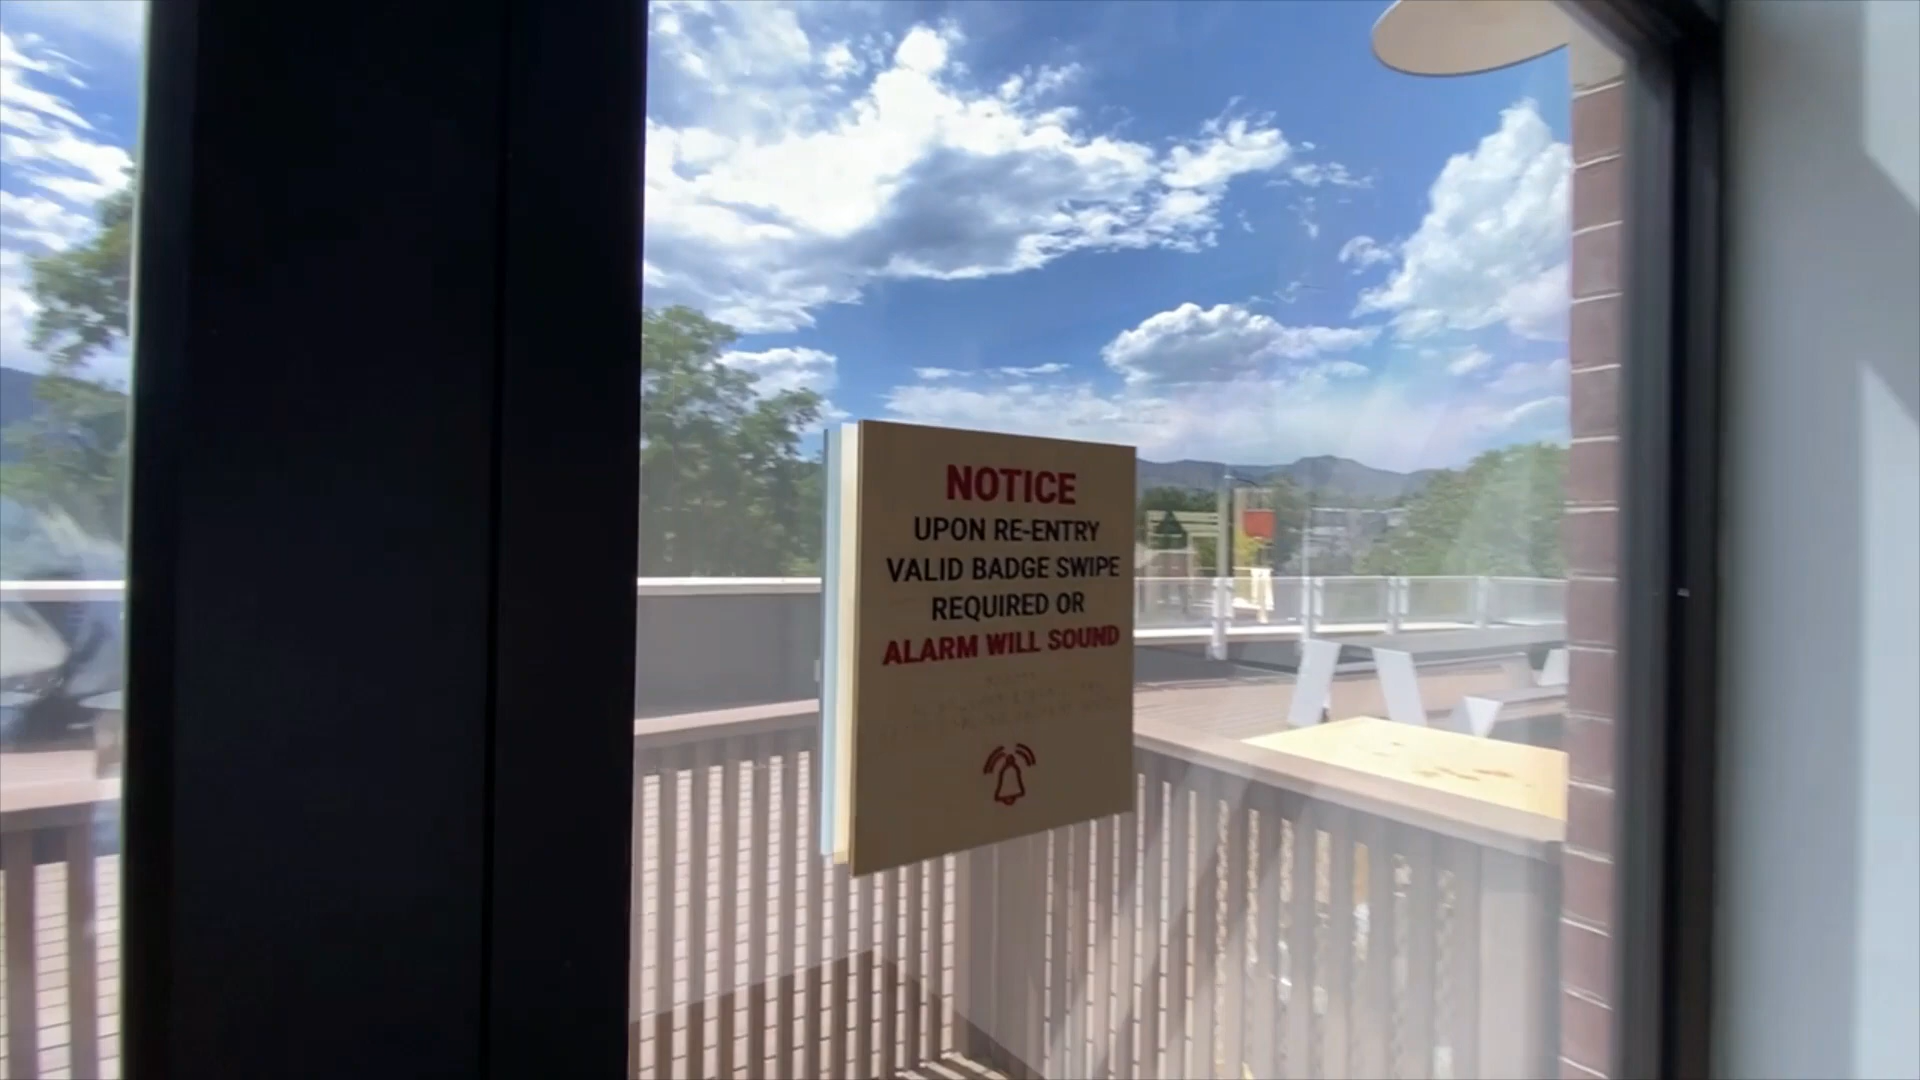 NOTICE
UPON RE-ENTRY
VALID BADGE SWIPE
REQUIRED OR
ALARM WILL SOUND